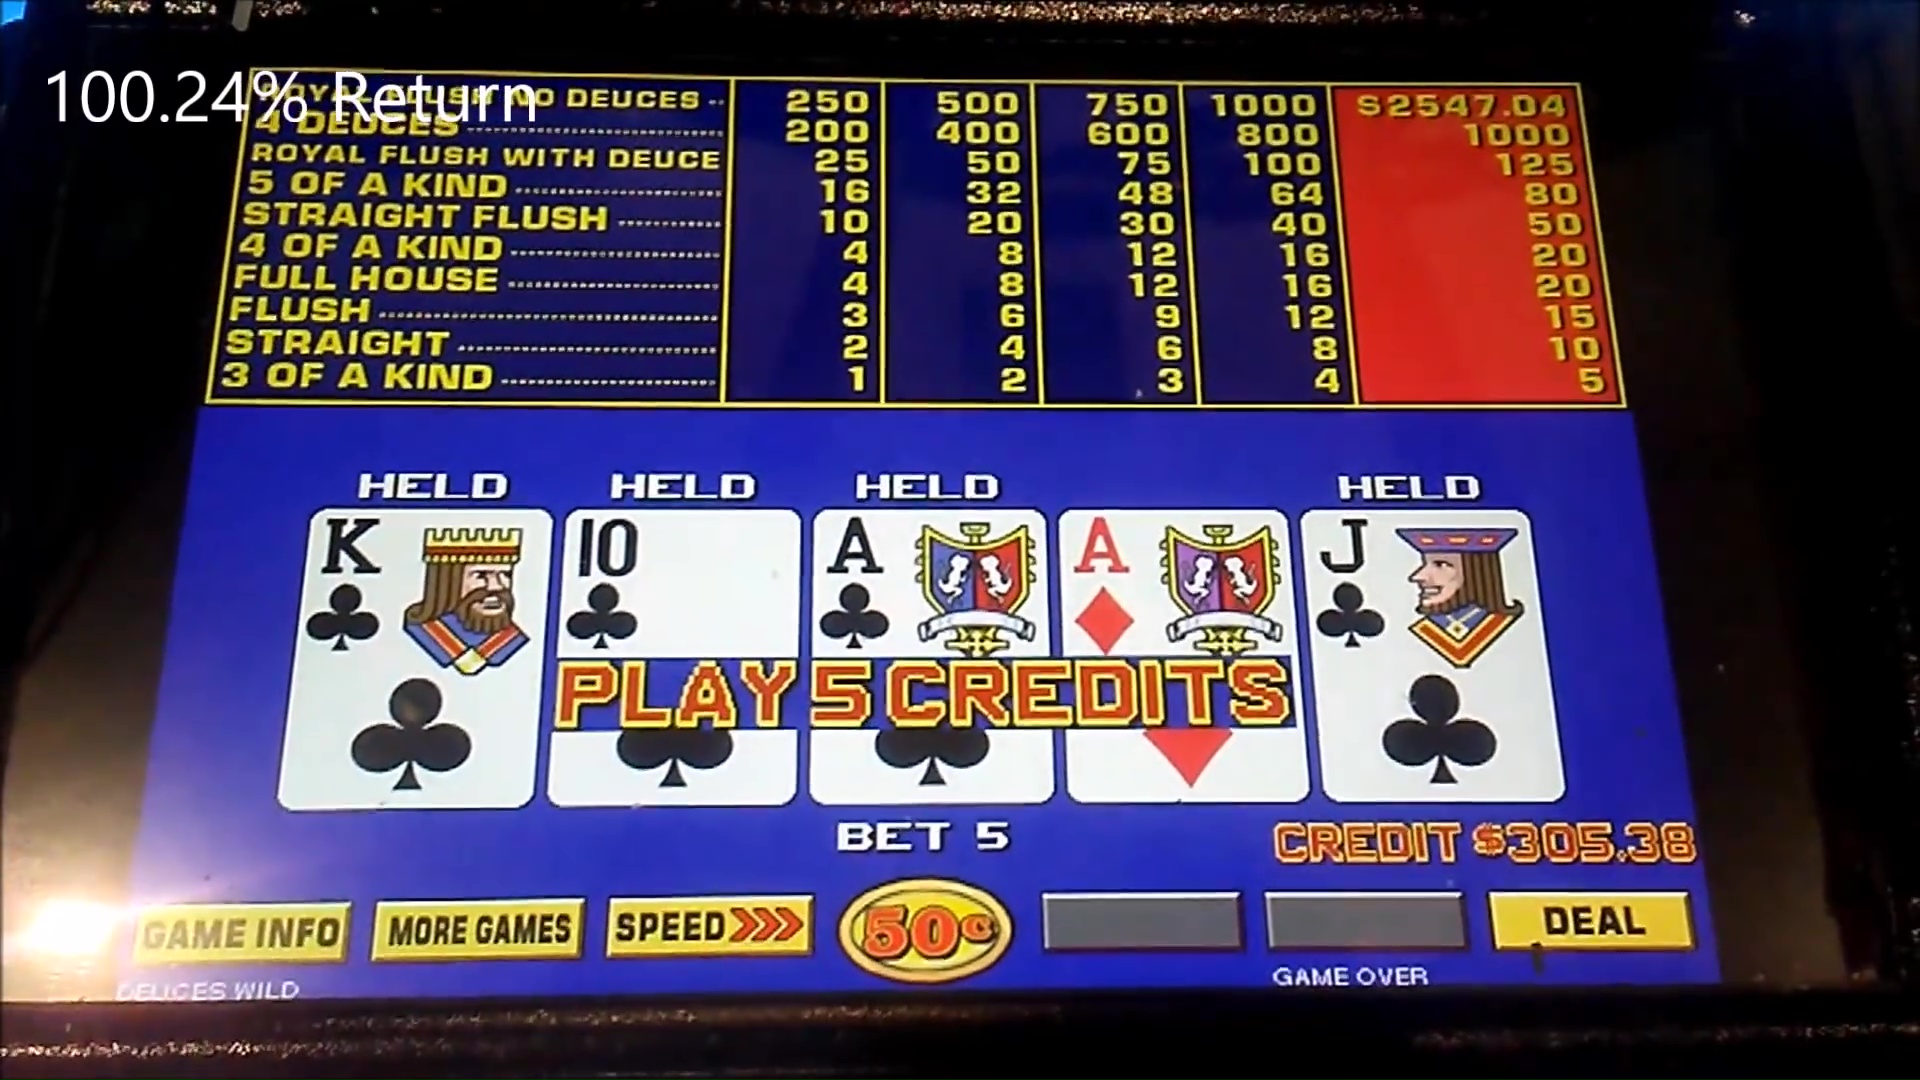 100.24% Return
ROYAL FLUSH NO DEUCES 250 500 750 1000 $2547.04
4 DEUCES 200 400 600 800 1000
ROYAL FLUSH WITH DEUCE 25 50 75 100 125
5 OF A KIND 16 32 48 64 80
STRAIGHT FLUSH 10 20 30 40 50
4 OF A KIND 4 8 12 16 20
FULL HOUSE 4 8 12 16 20
FLUSH 3 6 9 12 15
STRAIGHT 2 4 6 8 10
3 OF A KIND 1 2 3 4 5
HELD HELD HELD HELD
K 10 A A J
PLAY 5 CREDITS
BET 5 CREDIT $305.38
GAME INFO MORE GAMES SPEED>>> 50¢ DEAL
DEUCES WILD GAME OVER